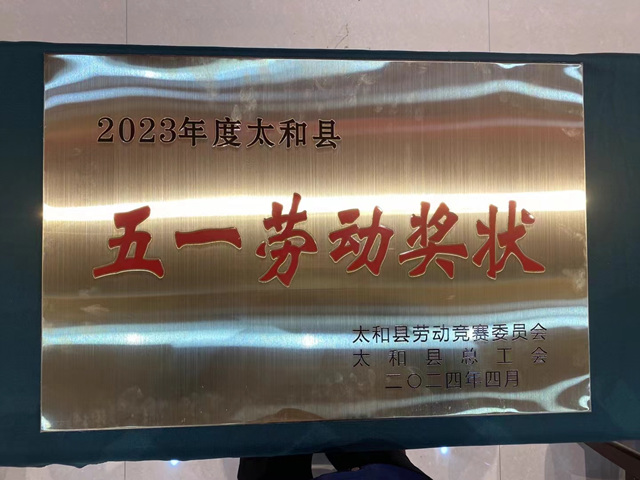 2023年度太和县
五一劳动奖状
太和县劳动竞赛委员会
太和县总工会
二〇二四年四月